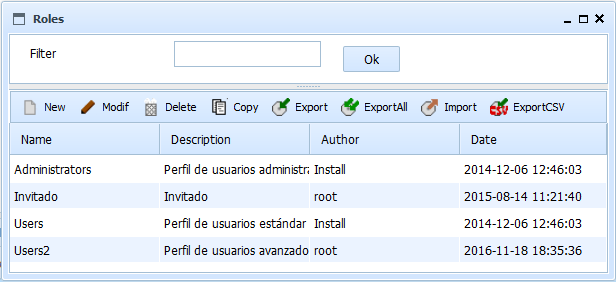 Roles
Filter Ok
New Modif Delete Copy Export ExportAll Import ExportCSV
Name Description Author Date
Administrators Perfil de usuarios administra Install 2014-12-06 12:46:03
Invitado Invitado root 2015-08-14 11:21:40
Users Perfil de usuarios estándar Install 2014-12-06 12:46:03
Users2 Perfil de usuarios avanzado root 2016-11-18 18:35:36